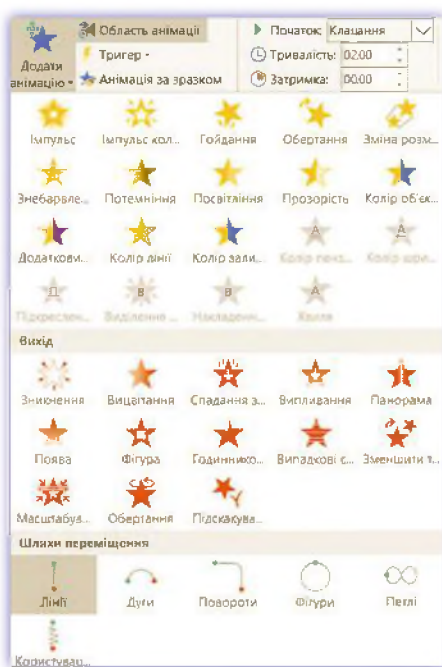 Додати анімацію
Область анімації
Тригер
Анімація за зразком
Початок: Клацання
Тривалість: 02:00
Затримка: 00:00
Імпульс Імпульс кол... Гойдання Обертання Зміна розм...
Знебарвле... Потемніння Посвітління Прозорість Колір об'єк...
Додаткови... Колір лінії Колір зали... Колір пенз... Колір шри...
Підкреслен... Виділення ... Накладенн... Хвиля
Вихід
Зникнення Вицвітання Спадання з... Випливання Панорама
Поява Фігура Годиннико... Випадкові с... Зменшити т...
Масштабув... Обертання Підскакува...
Шляхи переміщення
Лінії Дуги Повороти Фігури Петлі
Користувац...